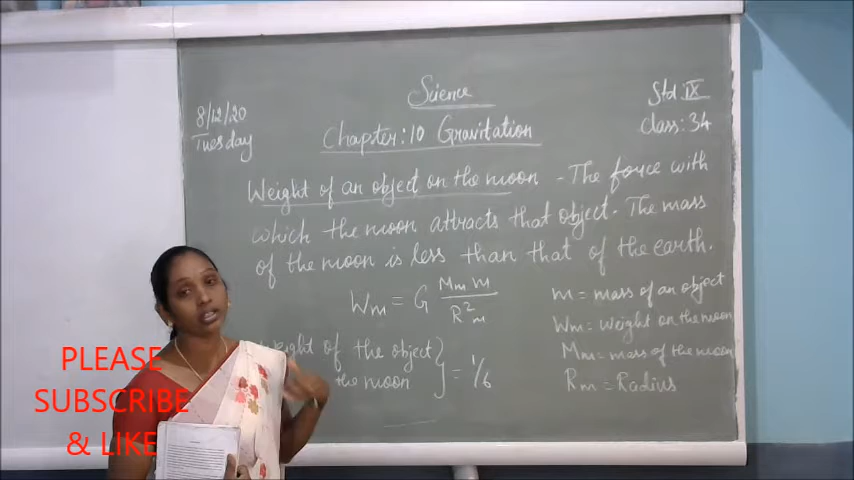 Science
8/12/20
Tuesday
Std: IX
Class: 34
Chapter: 10 Gravitation
Weight of an object on the moon - The force with
which the moon attracts that object. The mass
of the moon is less than that of the earth.
Wm = G Mm m / R²m
m = mass of an object
Wm = weight on the moon
Mm = mass of the moon
Rm = Radius
of the object
the moon } = 1/6
PLEASE
SUBSCRIBE
& LIKE